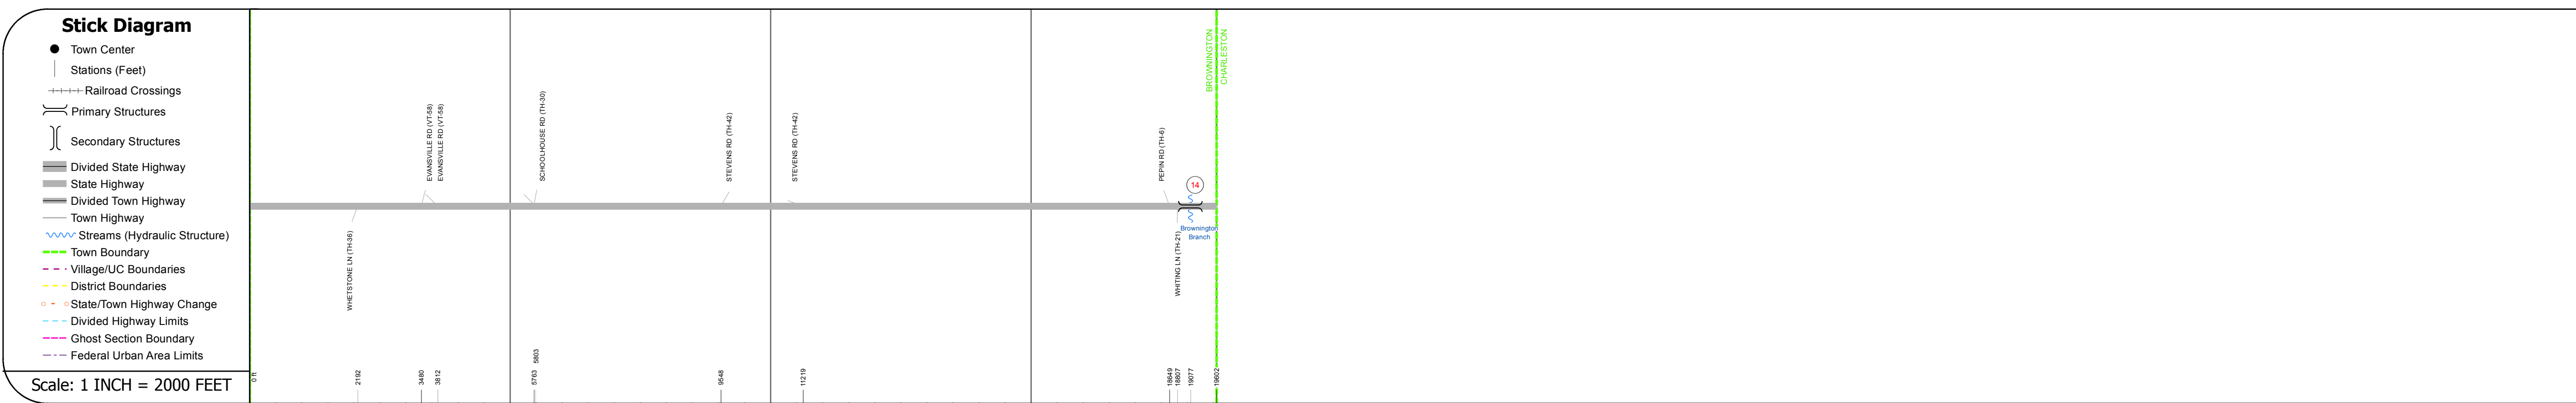 Stick Diagram
Town Center
Stations (Feet)
Railroad Crossings
Primary Structures
Secondary Structures
Divided State Highway
State Highway
Divided Town Highway
Town Highway
Streams (Hydraulic Structure)
Town Boundary
Village/UC Boundaries
District Boundaries
State/Town Highway Change
Divided Highway Limits
Ghost Section Boundary
Federal Urban Area Limits
Scale: 1 INCH = 2000 FEET
WHETSTONE LN (TH-36)
EVANSVILLE RD (VT-58)
EVANSVILLE RD (VT-58)
SCHOOLHOUSE RD (TH-30)
STEVENS RD (TH-42)
STEVENS RD (TH-42)
PEPIN RD (TH-6)
WHITING LN (TH-21)
14
Brownington
Branch
BROWNINGTON
CHARLESTON
0 ft
2192
3480
3812
5763
5803
9548
11219
18649
18807
19077
19602